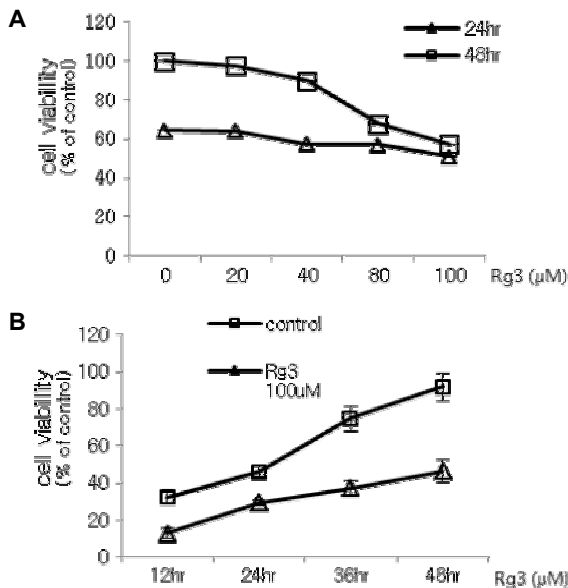 A
120
100
80
60
40
20
0
cell viabillity
(% of control)
24hr
48hr
0 20 40 80 100 Rg3 (μM)
B
120
100
80
60
40
20
0
cell viabillity
(% of control)
control
Rg3
100uM
12hr 24hr 36hr 48hr Rg3 (μM)